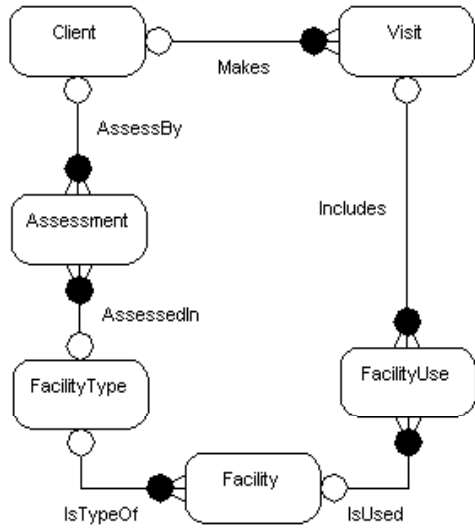 Client
Visit
Makes
AssessBy
Assessment
Includes
AssessedIn
FacilityType
FacilityUse
Facility
IsTypeOf
IsUsed